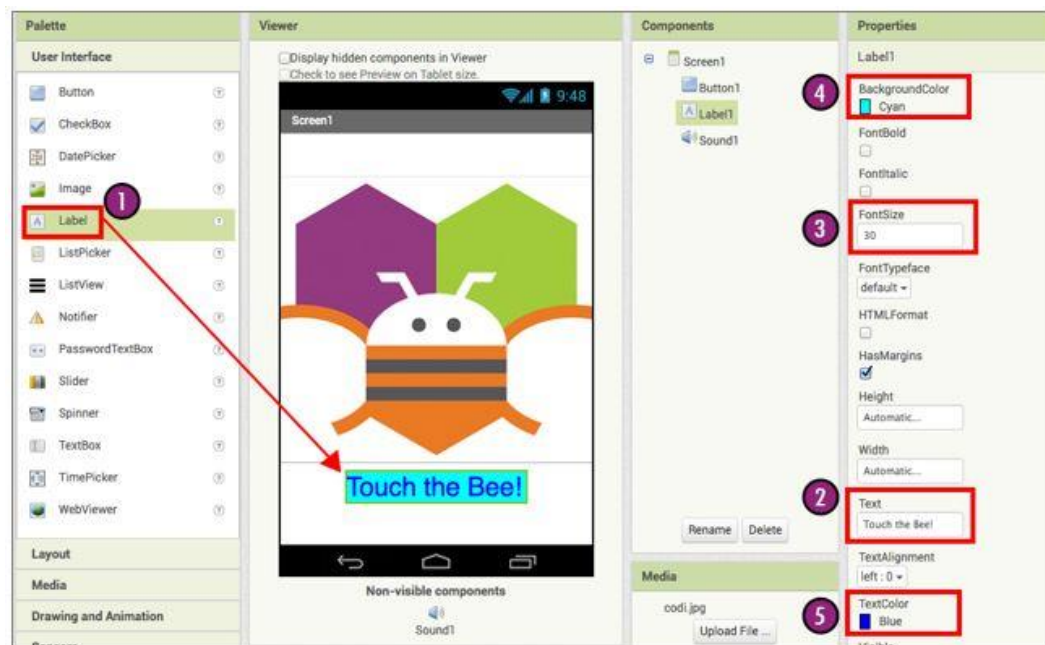 Palette
User Interface
Button
CheckBox
DatePicker
Image
1
Label
ListPicker
ListView
Notifier
PasswordTextBox
Slider
Spinner
TextBox
TimePicker
WebViewer
Layout
Media
Drawing and Animation
Viewer
Display hidden components in Viewer
Check to see Preview on Tablet size.
9:48
Screen1
Touch the Bee!
Non-visible components
Sound1
Components
Screen1
Button1
A Label1
Sound1
Rename Delete
Media
codi.jpg
Upload File ...
Properties
Label1
4
BackgroundColor
Cyan
FontBold
FontItalic
3
FontSize
30
FontTypeface
default
HTMLFormat
HasMargins
Height
Automatic...
Width
Automatic...
2
Text
Touch the Bee!
TextAlignment
left : 0
5
TextColor
Blue